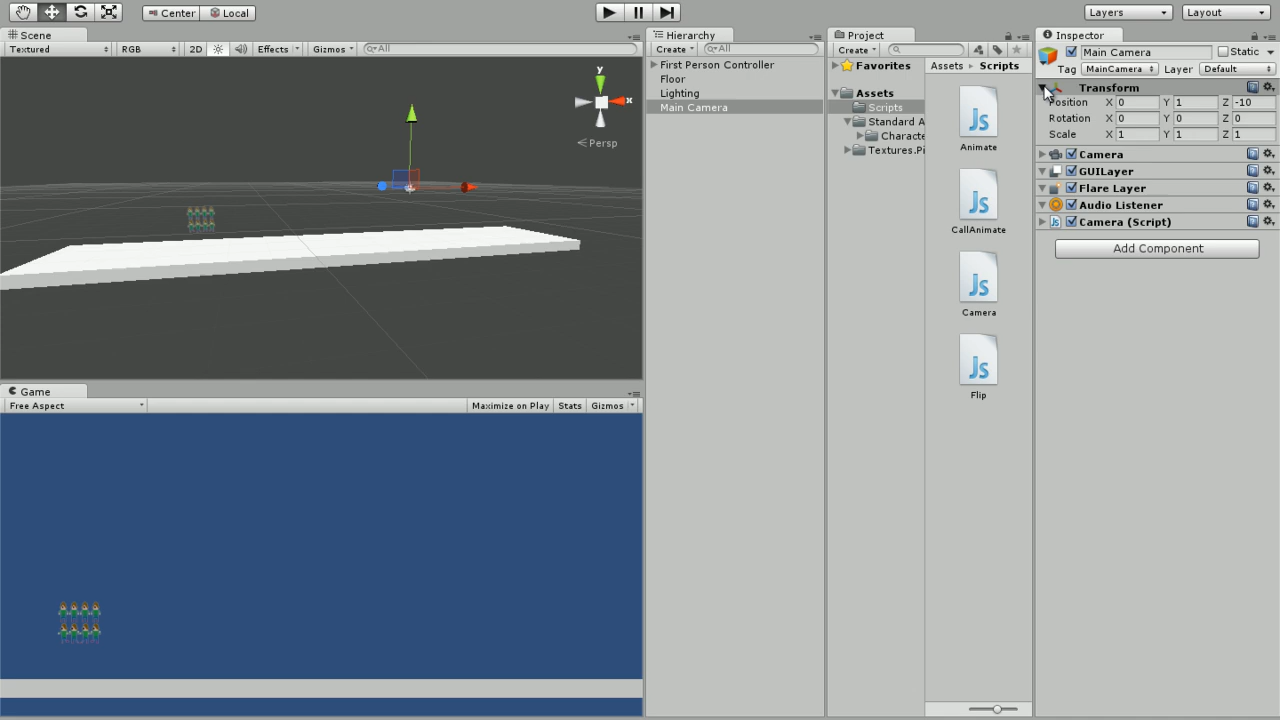 Center Local Layers Layout
Scene
Textured RGB 2D Effects Gizmos All
y
x
Persp
Game
Free Aspect Maximize on Play Stats Gizmos
Hierarchy
Create All
First Person Controller
Floor
Lighting
Main Camera
Project
Create
Favorites
Assets
Scripts
Standard A
Characte
Textures.Pi
Assets Scripts
Js
Animate
Js
CallAnimate
Js
Camera
Js
Flip
Inspector
Main Camera Static
Tag MainCamera Layer Default
Transform
Position X 0 Y 1 Z -10
Rotation X 0 Y 0 Z 0
Scale X 1 Y 1 Z 1
Camera
GUILayer
Flare Layer
Audio Listener
Js Camera (Script)
Add Component